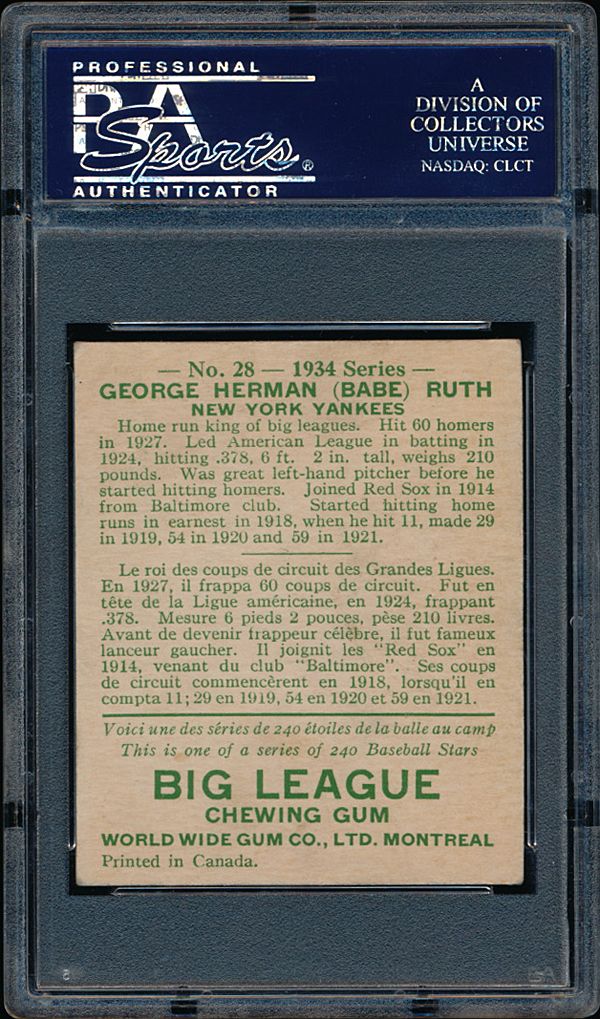 PROFESSIONAL
PSA
Sports®
AUTHENTICATOR
A
DIVISION OF
COLLECTORS
UNIVERSE
NASDAQ: CLCT
— No. 28 — 1934 Series —
GEORGE HERMAN (BABE) RUTH
NEW YORK YANKEES
Home run king of big leagues. Hit 60 homers
in 1927. Led American League in batting in
1924, hitting .378, 6 ft. 2 in. tall, weighs 210
pounds. Was great left-hand pitcher before he
started hitting homers. Joined Red Sox in 1914
from Baltimore club. Started hitting home
runs in earnest in 1918, when he hit 11, made 29
in 1919, 54 in 1920 and 59 in 1921.
Le roi des coups de circuit des Grandes Ligues.
En 1927, il frappa 60 coups de circuit. Fut en
tête de la Ligue américaine, en 1924, frappant
.378. Mesure 6 pieds 2 pouces, pèse 210 livres.
Avant de devenir frappeur célèbre, il fut fameux
lanceur gaucher. Il joignit les "Red Sox" en
1914, venant du club "Baltimore". Ses coups
de circuit commencèrent en 1918, lorsqu'il en
compta 11; 29 en 1919, 54 en 1920 et 59 en 1921.
Voici une des séries de 240 étoiles de la balle au camp
This is one of a series of 240 Baseball Stars
BIG LEAGUE
CHEWING GUM
WORLD WIDE GUM CO., LTD. MONTREAL
Printed in Canada.